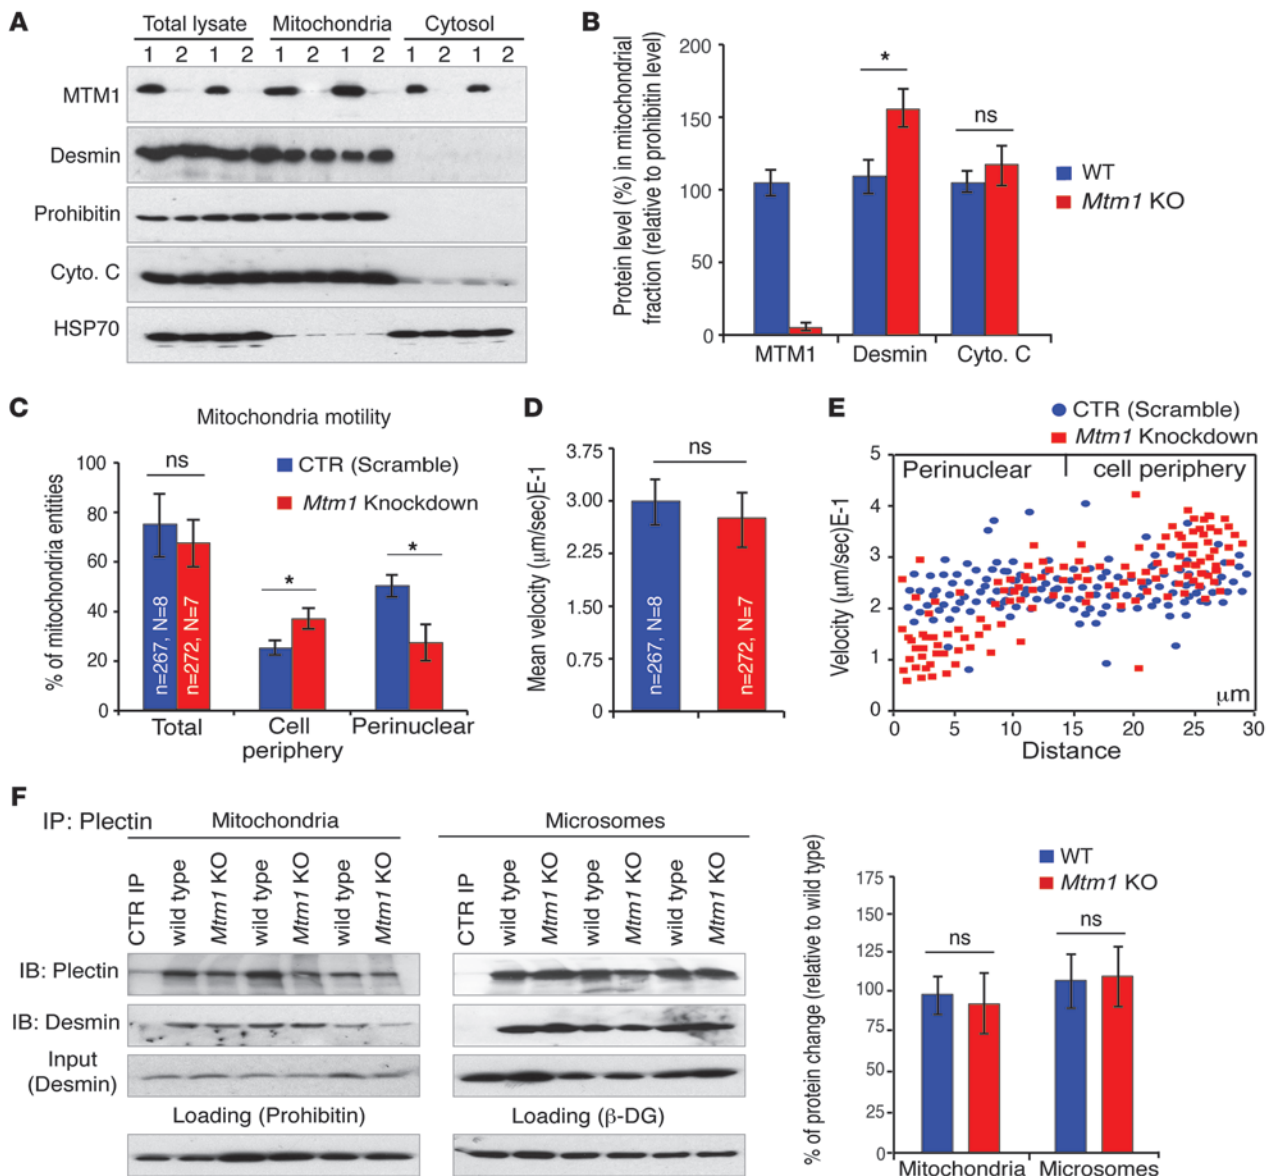 A
Total lysate Mitochondria Cytosol
1 2 1 2 1 2 1 2 1 2 1 2
MTM1
Desmin
Prohibitin
Cyto. C
HSP70
B
Protein level (%) in mitochondrial
fraction (relative to prohibitin level)
200
150
100
50
0
*
ns
MTM1 Desmin Cyto. C
WT
Mtm1 KO
C
Mitochondria motility
% of mitochondria entities
100
80
60
40
20
0
ns
*
*
CTR (Scramble)
Mtm1 Knockdown
n=267, N=8
n=272, N=7
Total Cell Perinuclear
periphery
D
Mean velocity (μm/sec)E-1
3.75
3.00
2.25
1.50
0.75
0
ns
n=267, N=8
n=272, N=7
E
CTR (Scramble)
Mtm1 Knockdown
Perinuclear cell periphery
Velocity (μm/sec)E-1
5
4
3
2
1
0
μm
0 5 10 15 20 25 30
Distance
F
IP: Plectin Mitochondria Microsomes
CTR IP
wild type
Mtm1 KO
wild type
Mtm1 KO
wild type
Mtm1 KO
CTR IP
wild type
Mtm1 KO
wild type
Mtm1 KO
wild type
Mtm1 KO
IB: Plectin
IB: Desmin
Input
(Desmin)
Loading (Prohibitin) Loading (β-DG)
% of protein change (relative to wild type)
175
150
125
100
75
50
25
0
WT
Mtm1 KO
ns
ns
Mitochondria Microsomes